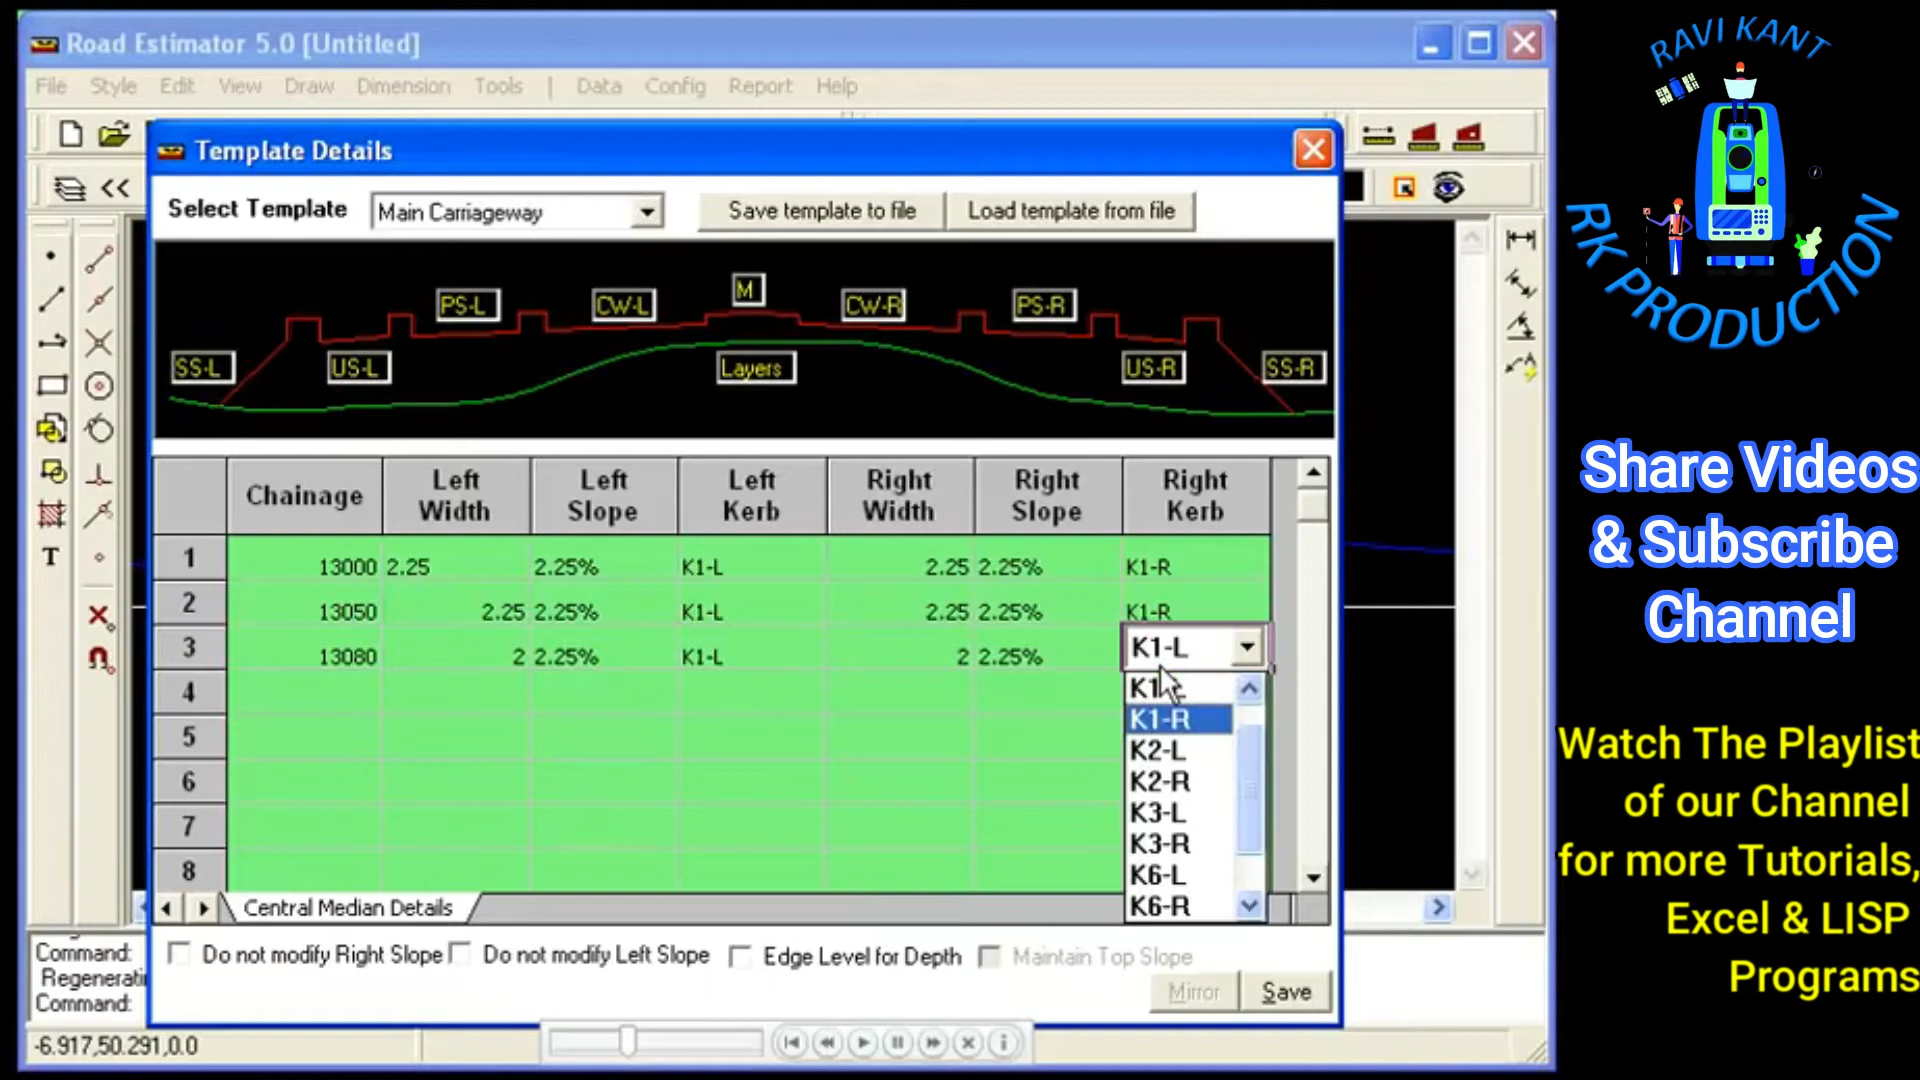 Road Estimator 5.0 [Untitled]
File Style Edit View Draw Dimension Tools | Data Config Report Help
Template Details
Select Template Main Carriageway Save template to file Load template from file
PS-L CW-L M CW-R PS-R
SS-L US-L Layers US-R SS-R
Chainage Left Width Left Slope Left Kerb Right Width Right Slope Right Kerb
1 13000 2.25 2.25% K1-L 2.25 2.25% K1-R
2 13050 2.25 2.25% K1-L 2.25 2.25% K1-R
3 13080 2 2.25% K1-L 2 2.25% K1-L
4
5
6
7
8
K1-R
K2-L
K2-R
K3-L
K3-R
K6-L
K6-R
Central Median Details
Do not modify Right Slope Do not modify Left Slope Edge Level for Depth Maintain Top Slope
Mirror Save
T
Command:
Regenerati
Command:
-6.917,50.291,0.0
RAVI KANT
RK PRODUCTION
Share Videos
& Subscribe
Channel
Watch The Playlist
of our Channel
for more Tutorials,
Excel & LISP
Programs